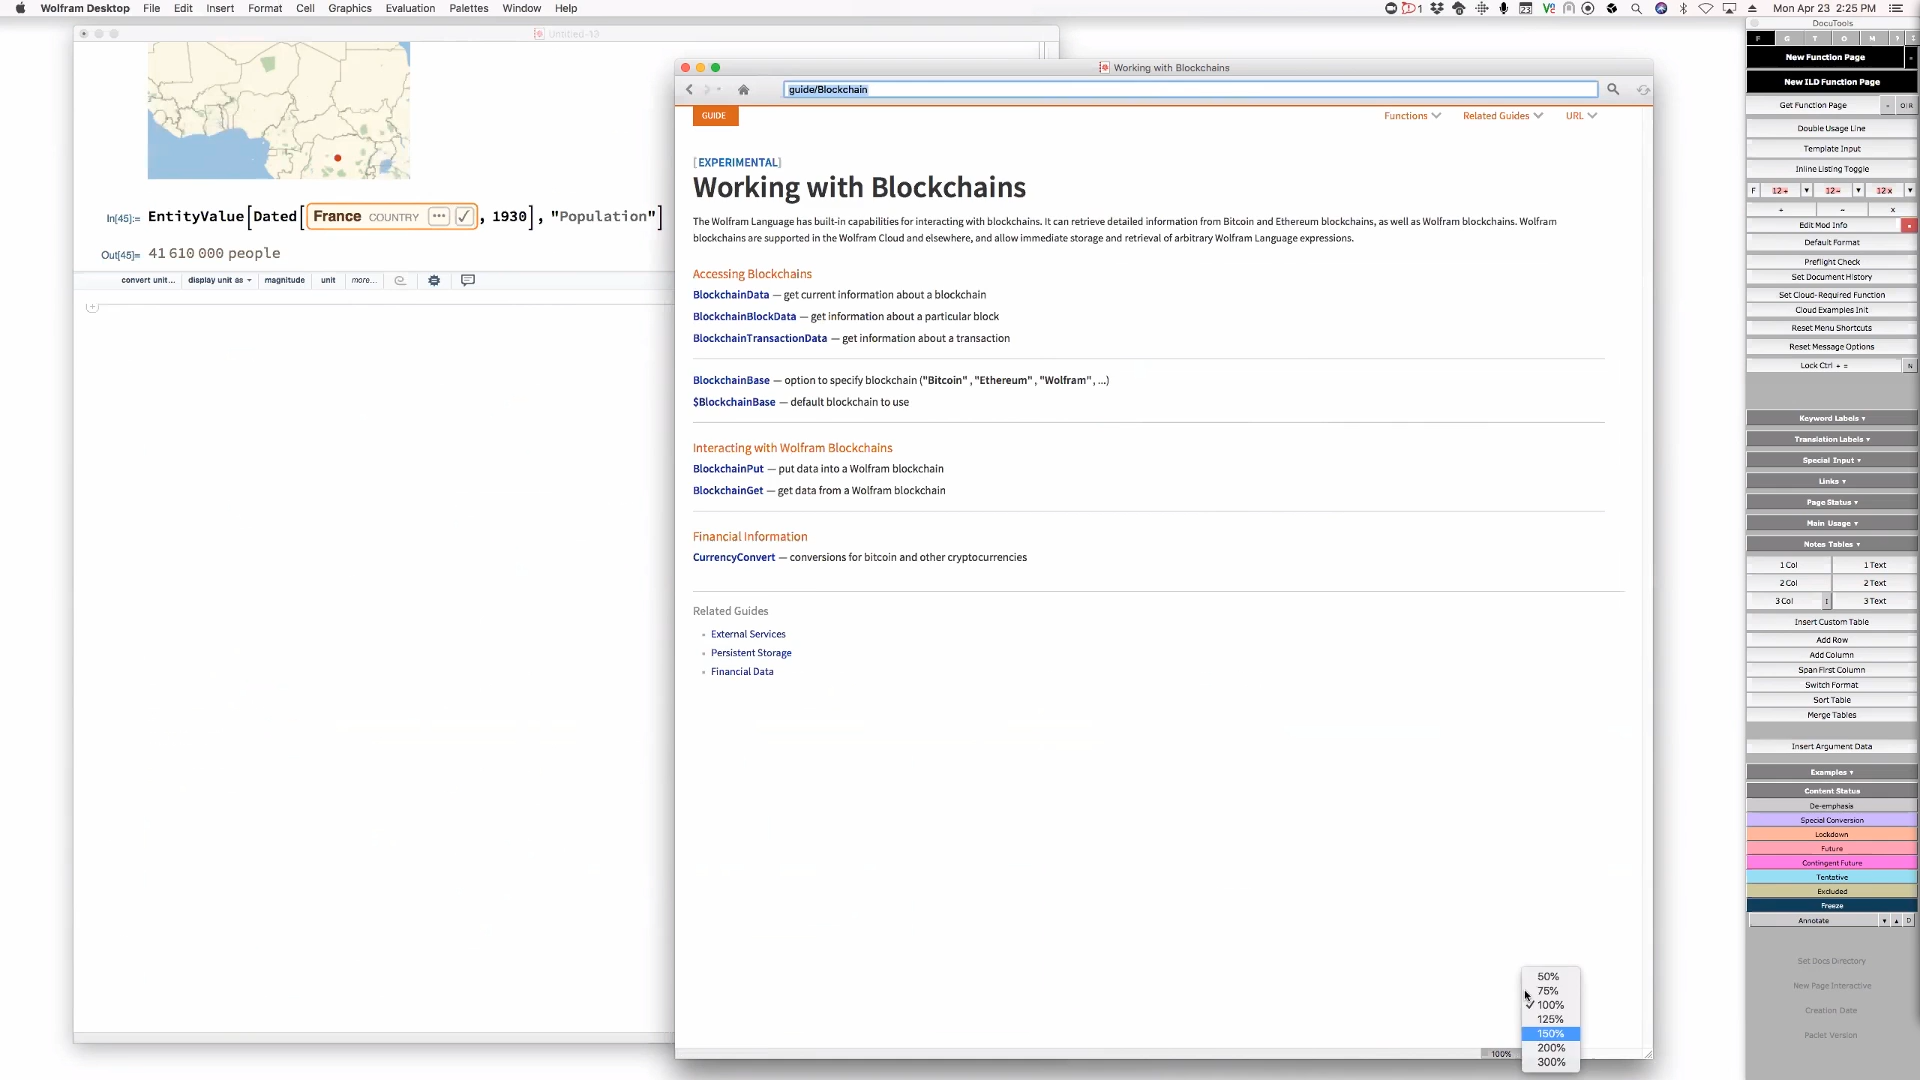 Wolfram Desktop File Edit Insert Format Cell Graphics Evaluation Palettes Window Help
1 23 Mon Apr 23 2:25 PM
Untitled-13
In[45]:= EntityValue[Dated[France COUNTRY ••• ✓, 1930], "Population"]
Out[45]= 41 610 000 people
convert unit... display unit as magnitude unit more...
Working with Blockchains
guide/Blockchain
GUIDE
Functions Related Guides URL
[EXPERIMENTAL]
Working with Blockchains
The Wolfram Language has built-in capabilities for interacting with blockchains. It can retrieve detailed information from Bitcoin and Ethereum blockchains, as well as Wolfram blockchains. Wolfram
blockchains are supported in the Wolfram Cloud and elsewhere, and allow immediate storage and retrieval of arbitrary Wolfram Language expressions.
Accessing Blockchains
BlockchainData — get current information about a blockchain
BlockchainBlockData — get information about a particular block
BlockchainTransactionData — get information about a transaction
BlockchainBase — option to specify blockchain ("Bitcoin", "Ethereum", "Wolfram", ...)
$BlockchainBase — default blockchain to use
Interacting with Wolfram Blockchains
BlockchainPut — put data into a Wolfram blockchain
BlockchainGet — get data from a Wolfram blockchain
Financial Information
CurrencyConvert — conversions for bitcoin and other cryptocurrencies
Related Guides
External Services
Persistent Storage
Financial Data
50%
75%
✓ 100%
125%
150%
200%
300%
100%
DocuTools
F G T O M ? I
New Function Page
New ILD Function Page
Get Function Page - O|R
Double Usage Line
Template Input
Inline Listing Toggle
F 12+ 12- 12x
+ - x
Edit Mod Info
Default Format
Preflight Check
Set Document History
Set Cloud-Required Function
Cloud Examples Init
Reset Menu Shortcuts
Reset Message Options
Lock Ctrl + = N
Keyword Labels
Translation Labels
Special Input
Links
Page Status
Main Usage
Notes Tables
1 Col 1 Text
2 Col 2 Text
3 Col I 3 Text
Insert Custom Table
Add Row
Add Column
Span First Column
Switch Format
Sort Table
Merge Tables
Insert Argument Data
Examples
Content Status
De-emphasis
Special Conversion
Lockdown
Future
Contingent Future
Tentative
Excluded
Freeze
Annotate D
Set Docs Directory
New Page Interactive
Creation Date
Paclet Version